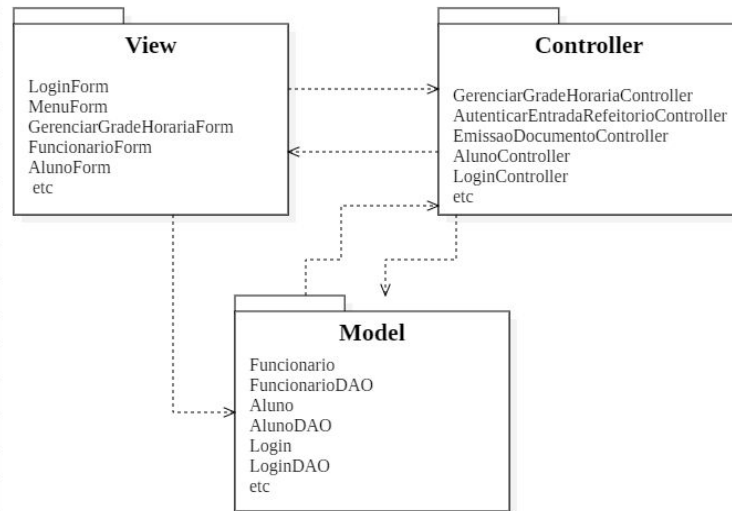 View
LoginForm
MenuForm
GerenciarGradeHorariaForm
FuncionarioForm
AlunoForm
etc
Controller
GerenciarGradeHorariaController
AutenticarEntradaRefeitorioController
EmissaoDocumentoController
AlunoController
LoginController
etc
Model
Funcionario
FuncionarioDAO
Aluno
AlunoDAO
Login
LoginDAO
etc